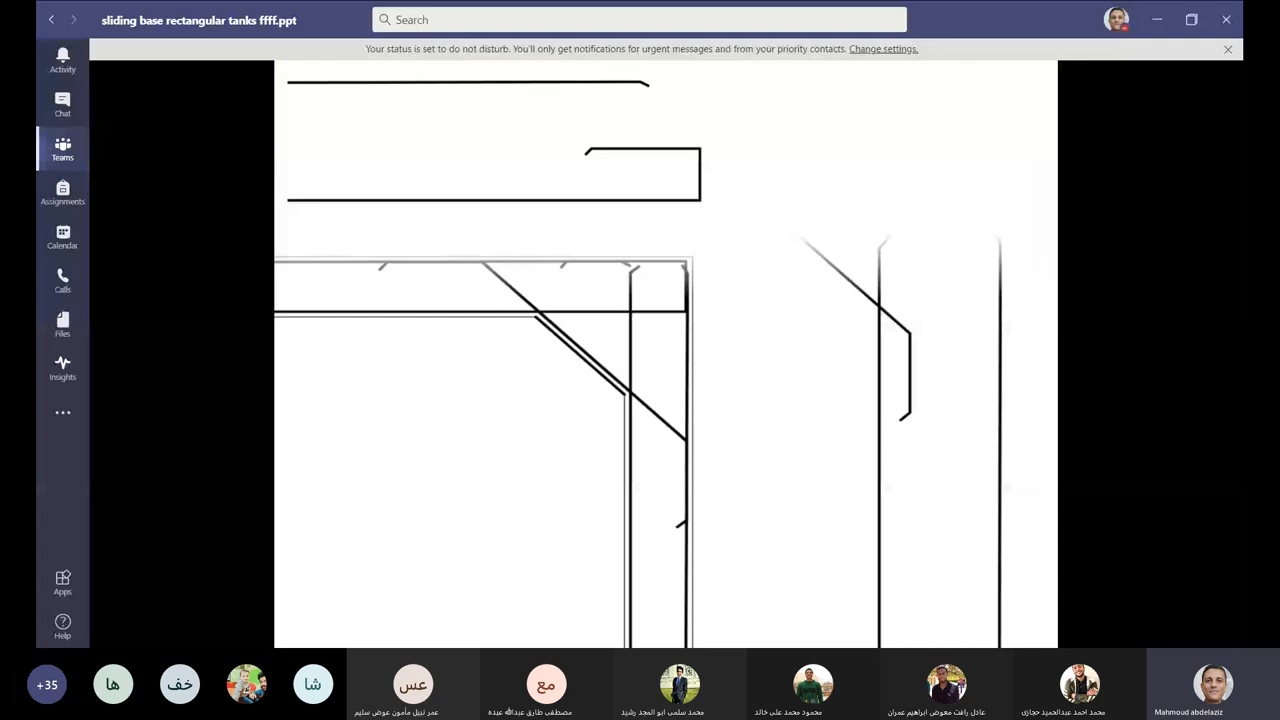 sliding base rectangular tanks ffff.ppt
Search
Your status is set to do not disturb. You'll only get notifications for urgent messages and from your priority contacts. Change settings.
Activity
Chat
Teams
Assignments
Calendar
Calls
Files
Insights
Apps
Help
+35
ها
خف
شا
عس
مع
عمر نبيل مأمون عوض سليم
مصطفى طارق عبدالله عبده
محمد سلمى ابو المجد رشيد
محمود محمد على خالد
عادل رافت معوض ابراهيم عمران
محمد احمد عبدالحميد حجازى
Mahmoud abdelaziz